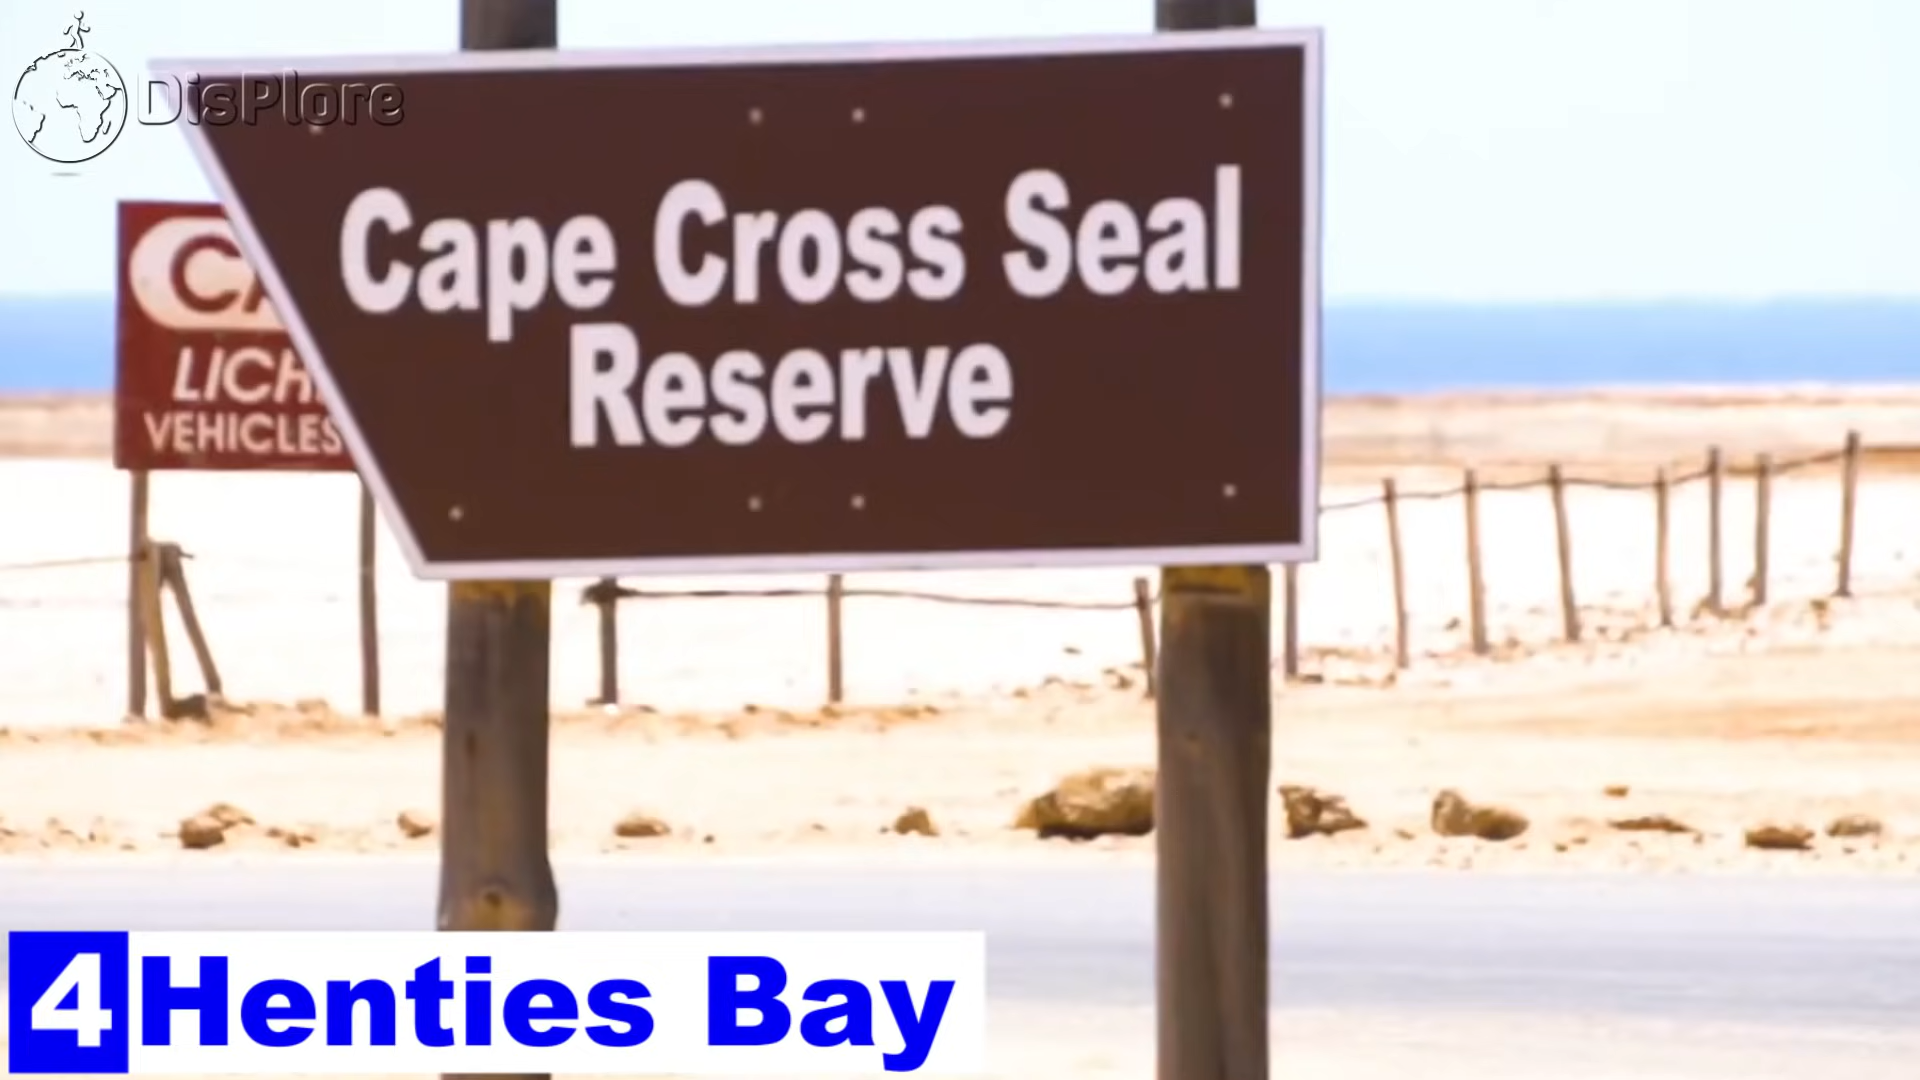 DisPlore
Cape Cross Seal
Reserve
VEHICLES
4 Henties Bay